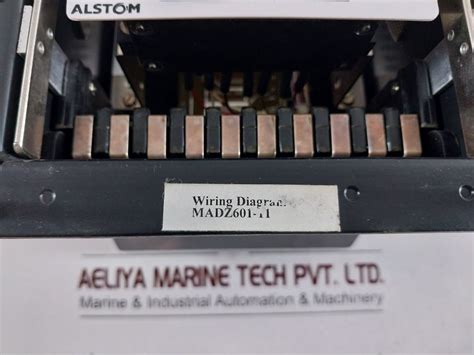 ALSTOM
Wiring Diagram
MADZ601-11
AELIYA MARINE TECH PVT. LTD.
Marine & Industrial Automation & Machinery